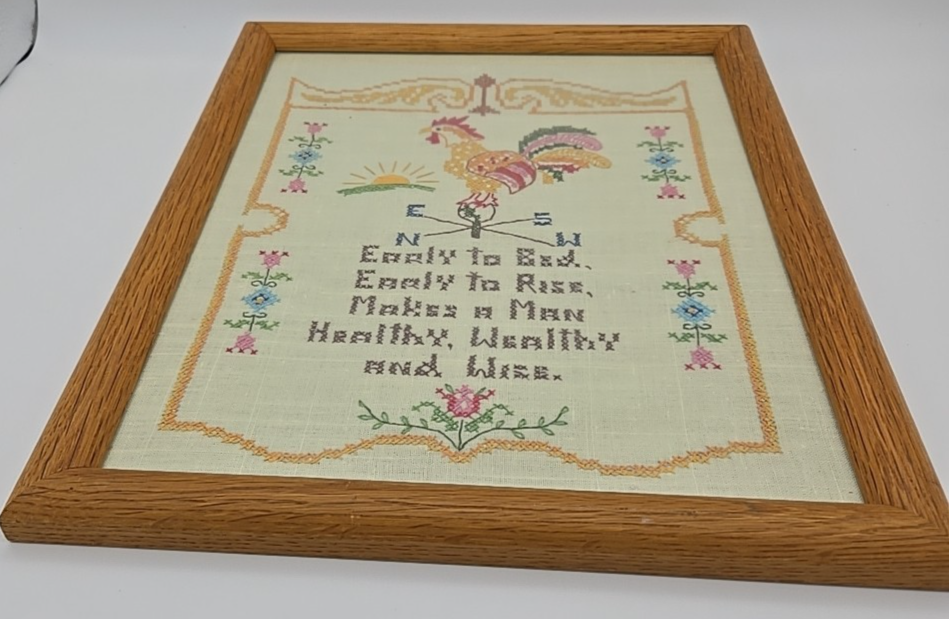 E S
N W
Early to Bed,
Early to Rise,
Makes a Man
Healthy, Wealthy
and Wise.